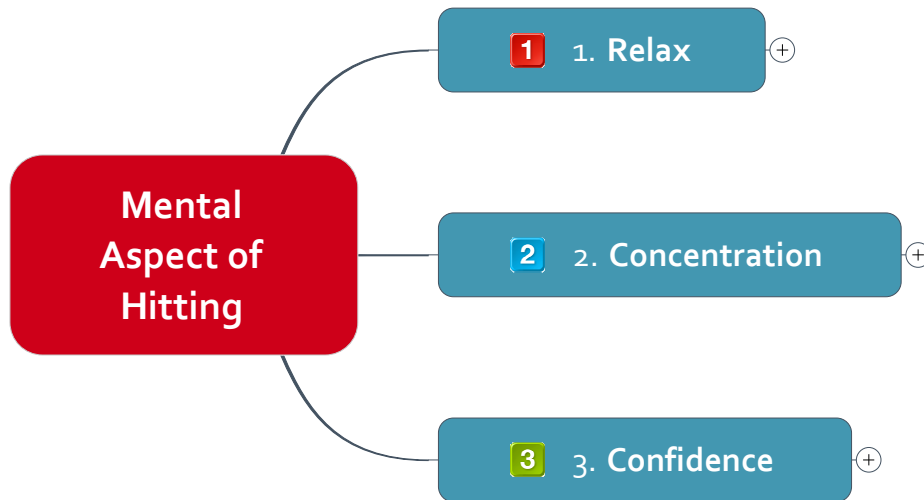 Mental
Aspect of
Hitting
1 1. Relax
2 2. Concentration
3 3. Confidence